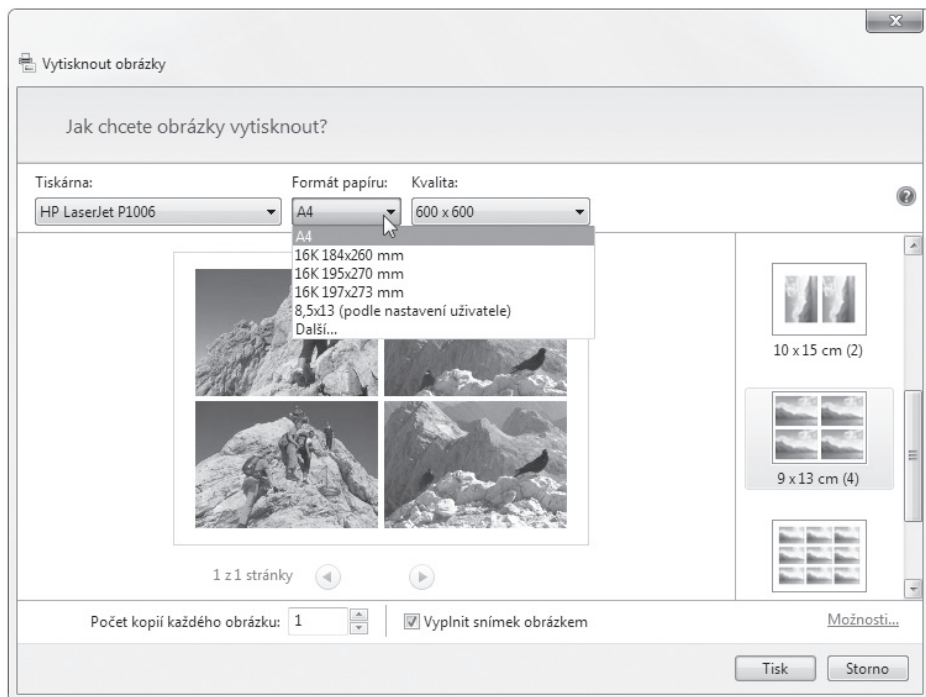 Vytisknout obrázky
Jak chcete obrázky vytisknout?
Tiskárna:
Formát papíru:
Kvalita:
HP LaserJet P1006
A4
600 x 600
A4
16K 184x260 mm
16K 195x270 mm
16K 197x273 mm
8,5x13 (podle nastavení uživatele)
Další...
10 x 15 cm (2)
9 x 13 cm (4)
1 z 1 stránky
Počet kopií každého obrázku:
1
Vyplnit snímek obrázkem
Možnosti...
Tisk
Storno